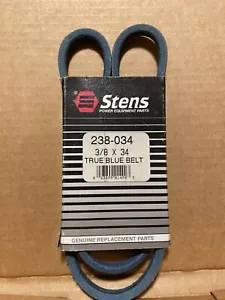 Stens
POWER EQUIPMENT PARTS
238-034
3/8 X 34
TRUE BLUE BELT
GENUINE REPLACEMENT PARTS